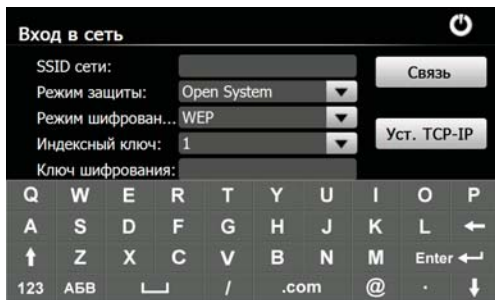 Вход в сеть
SSID сети:
Связь
Режим защиты: Open System
Режим шифрован... WEP
Уст. TCP-IP
Индексный ключ: 1
Ключ шифрования:
Q W E R T Y U I O P
A S D F G H J K L
Z X C V B N M Enter
123 АБВ / .com @ .